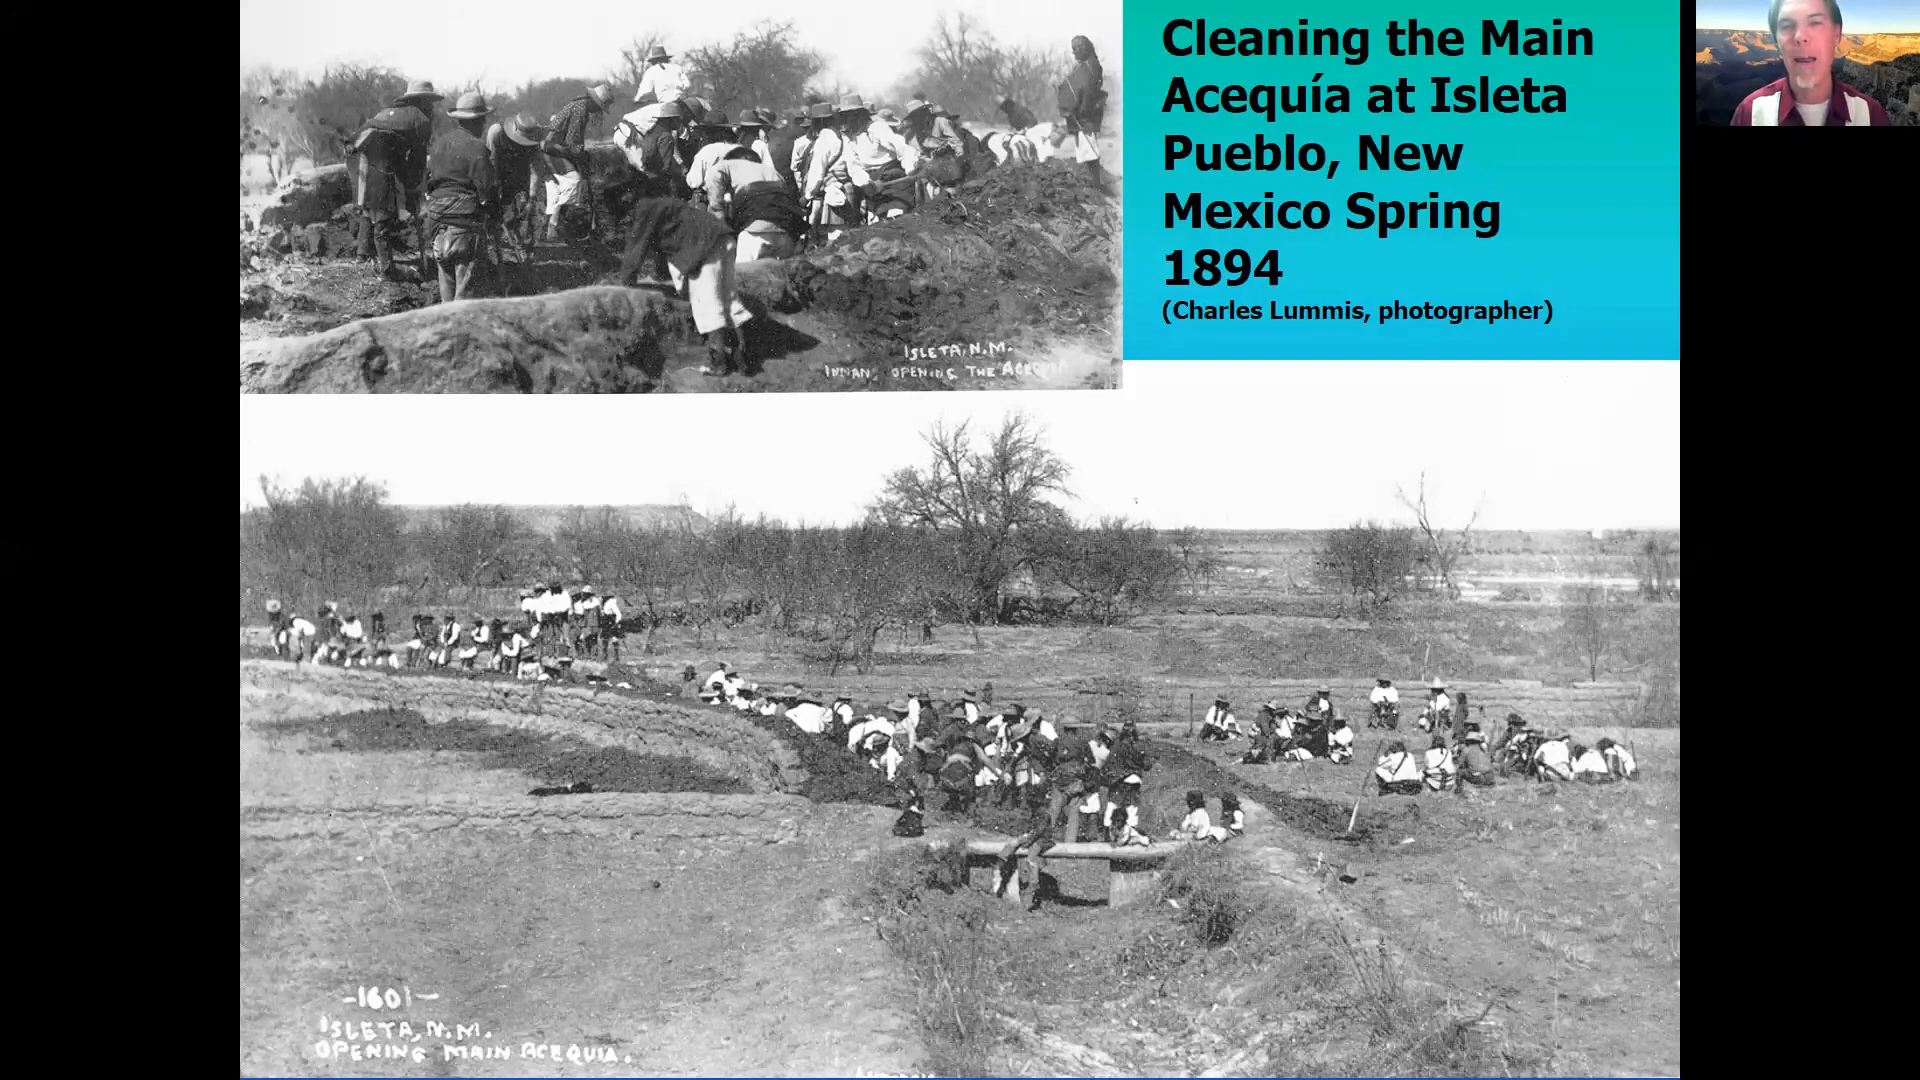 Cleaning the Main
Acequía at Isleta
Pueblo, New
Mexico Spring
1894
(Charles Lummis, photographer)
ISLETA, N.M.
OPENING THE ACEQUIA
-1601-
ISLETA, N.M.
OPENING MAIN ACEQUIA.